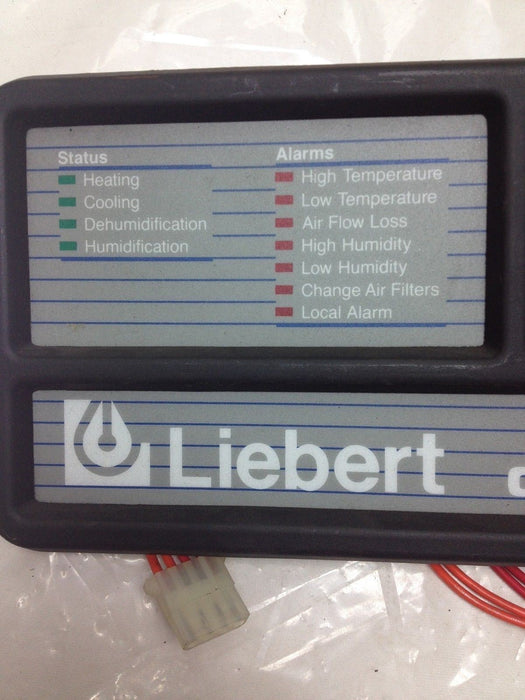 Status
Heating
Cooling
Dehumidification
Humidification
Alarms
High Temperature
Low Temperature
Air Flow Loss
High Humidity
Low Humidity
Change Air Filters
Local Alarm
Liebert